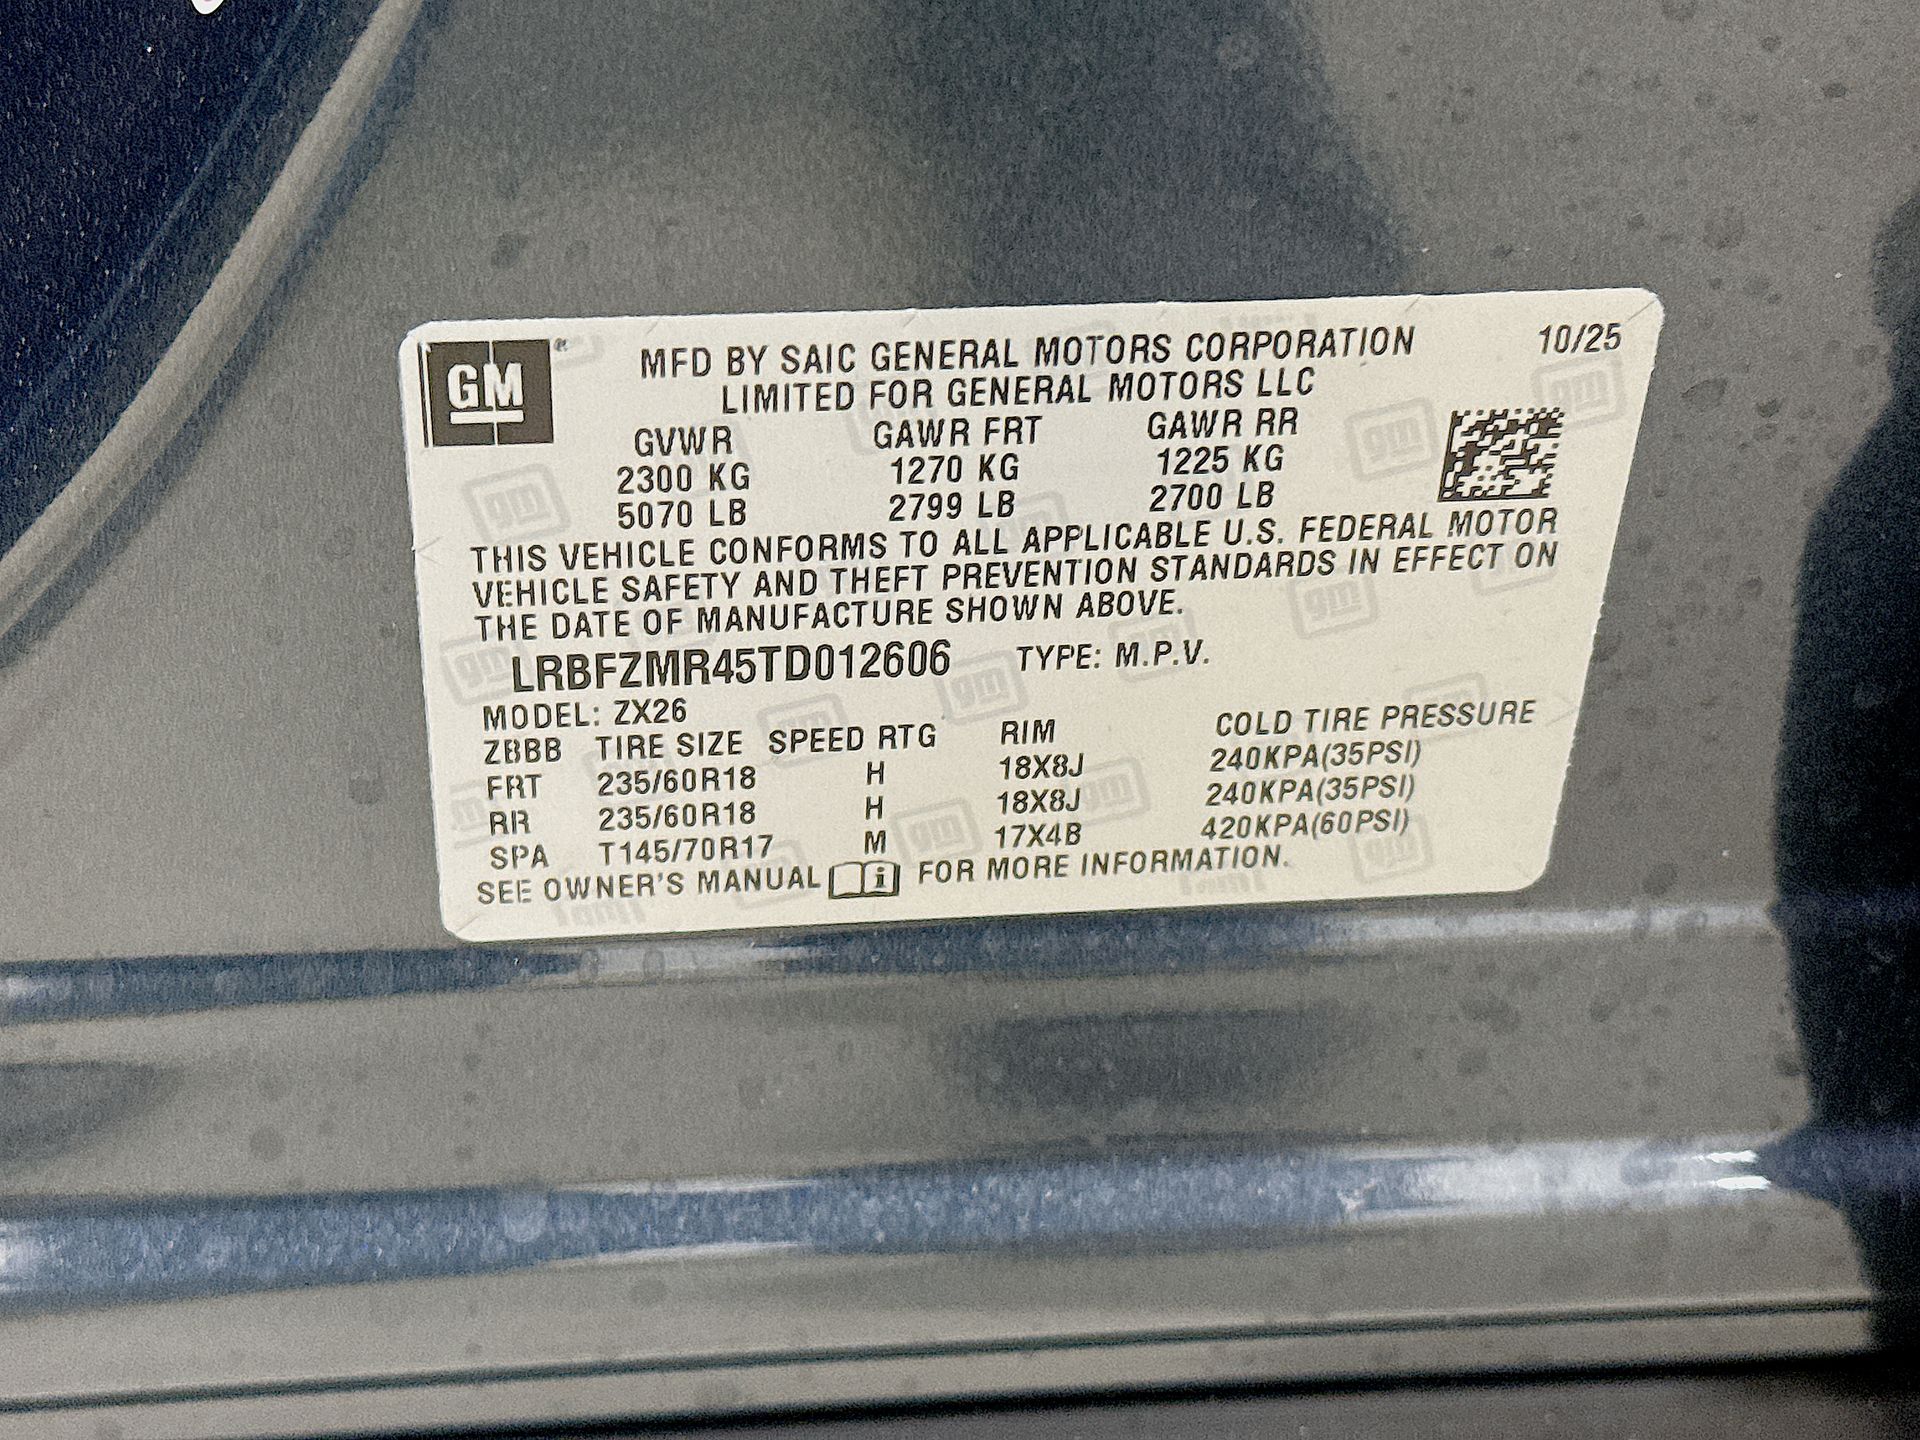 GM
MFD BY SAIC GENERAL MOTORS CORPORATION 10/25
LIMITED FOR GENERAL MOTORS LLC
GVWR GAWR FRT GAWR RR
2300 KG 1270 KG 1225 KG
5070 LB 2799 LB 2700 LB
THIS VEHICLE CONFORMS TO ALL APPLICABLE U.S. FEDERAL MOTOR
VEHICLE SAFETY AND THEFT PREVENTION STANDARDS IN EFFECT ON
THE DATE OF MANUFACTURE SHOWN ABOVE.
LRBFZMR45TD012606 TYPE: M.P.V.
MODEL: ZX26
ZBBB TIRE SIZE SPEED RTG RIM COLD TIRE PRESSURE
FRT 235/60R18 H 18X8J 240KPA(35PSI)
RR 235/60R18 H 18X8J 240KPA(35PSI)
SPA T145/70R17 M 17X4B 420KPA(60PSI)
SEE OWNER'S MANUAL i FOR MORE INFORMATION.